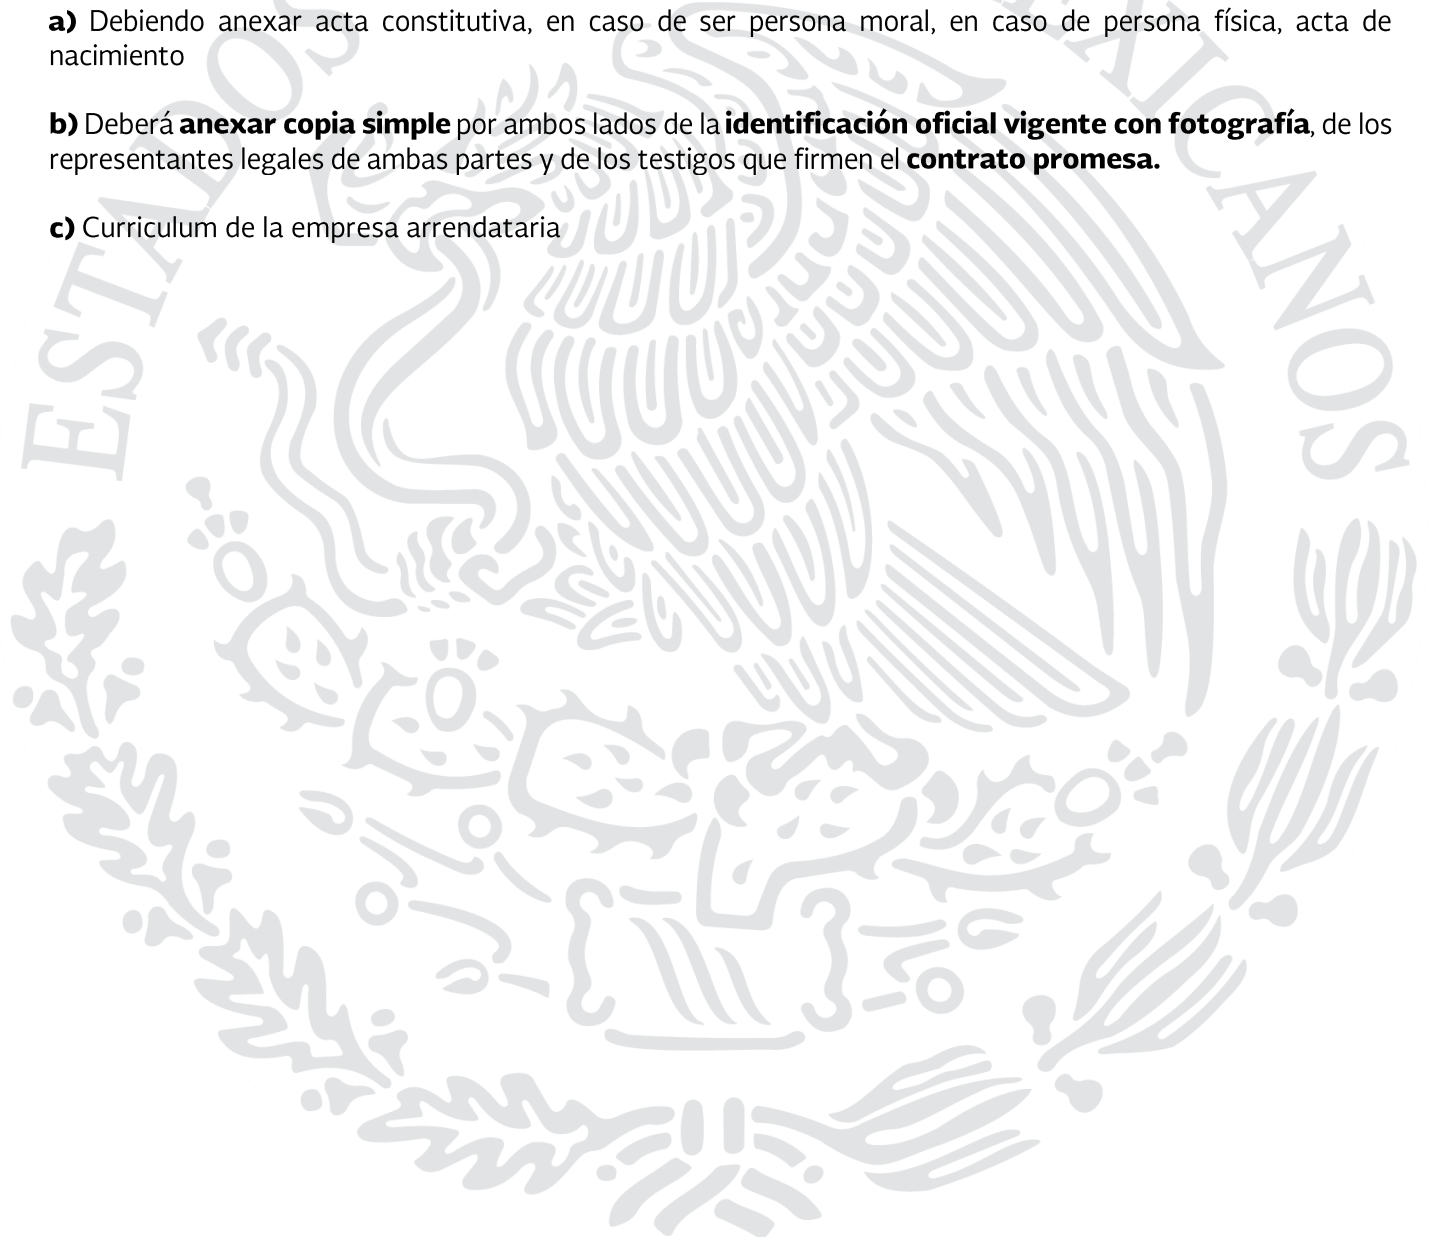 a) Debiendo anexar acta constitutiva, en caso de ser persona moral, en caso de persona física, acta de
nacimiento
b) Deberá anexar copia simple por ambos lados de la identificación oficial vigente con fotografía, de los
representantes legales de ambas partes y de los testigos que firmen el contrato promesa.
c) Curriculum de la empresa arrendataria
ESTADOS
XICANOS